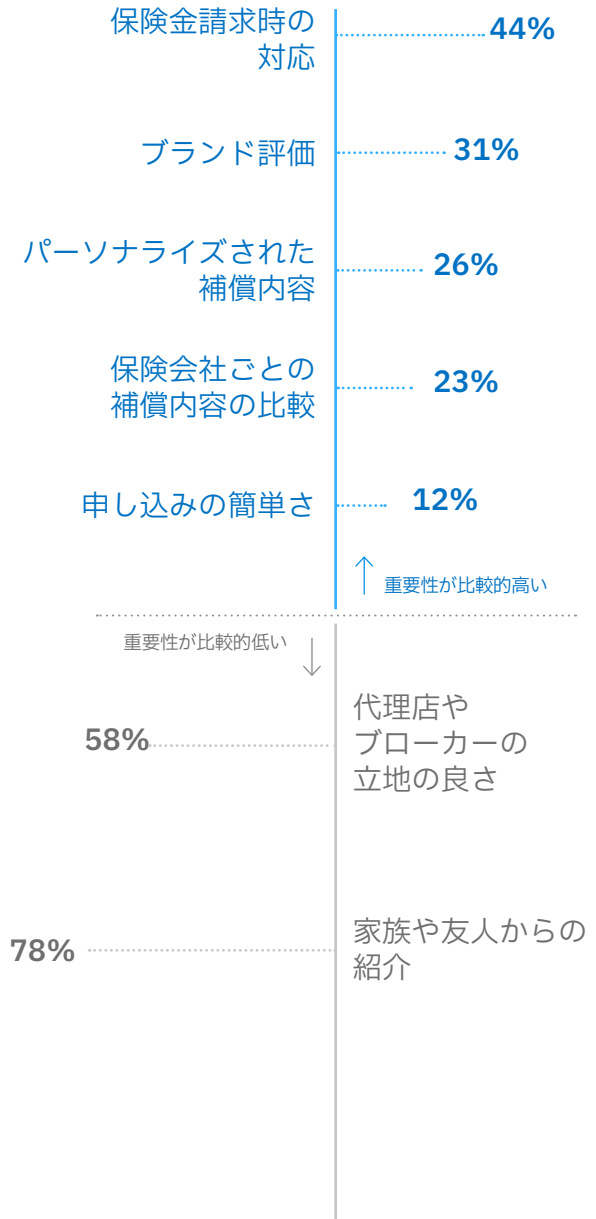 保険金請求時の
対応
44%
ブランド評価
31%
パーソナライズされた
補償内容
26%
保険会社ごとの
補償内容の比較
23%
申し込みの簡単さ
12%
重要性が比較的高い
重要性が比較的低い
58%
代理店や
ブローカーの
立地の良さ
78%
家族や友人からの
紹介